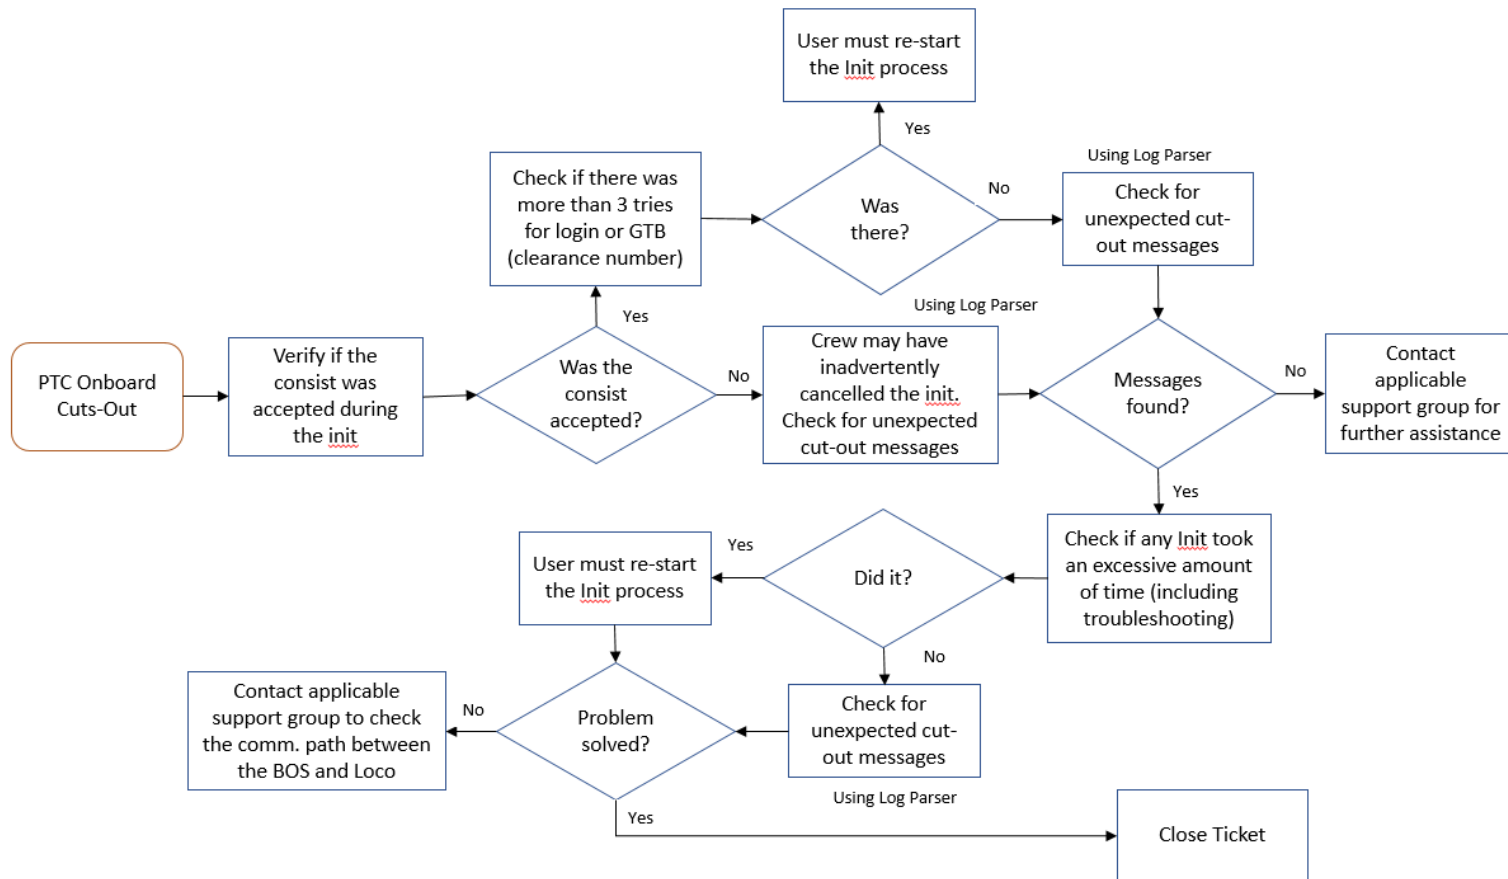 User must re-start
the Init process
Yes
Using Log Parser
Check if there was
more than 3 tries
for login or GTB
(clearance number)
Was
there?
No
Check for
unexpected cut-
out messages
Using Log Parser
Yes
PTC Onboard
Cuts-Out
Verify if the
consist was
accepted during
the init
Was the
consist
accepted?
No
Crew may have
inadvertently
cancelled the init.
Check for unexpected
cut-out messages
Messages
found?
No
Contact
applicable
support group for
further assistance
Yes
User must re-start
the Init process
Yes
Did it?
Check if any Init took
an excessive amount
of time (including
troubleshooting)
No
Contact applicable
support group to check
the comm. path between
the BOS and Loco
No
Problem
solved?
Check for
unexpected cut-
out messages
Using Log Parser
Yes
Close Ticket